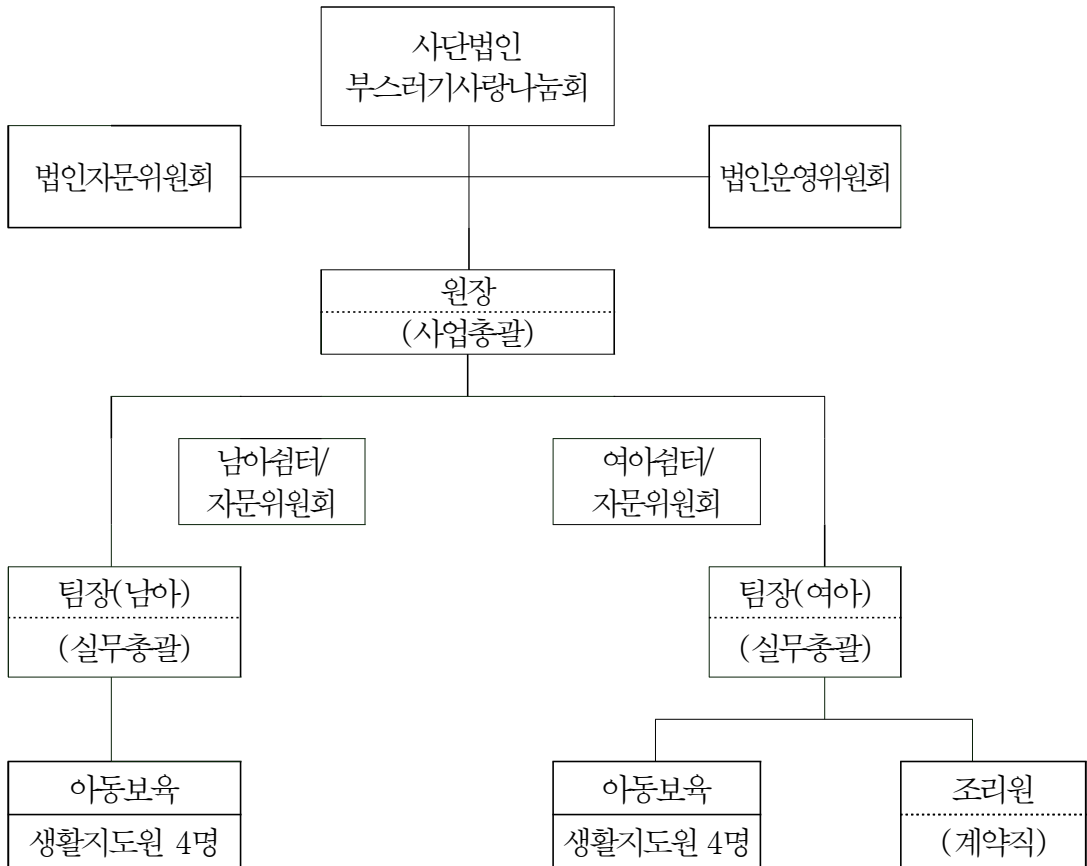 사단법인
부스러기사랑나눔회
법인자문위원회
법인운영위원회
원장
(사업총괄)
남아쉼터/
자문위원회
여아쉼터/
자문위원회
팀장(남아)
(실무총괄)
팀장(여아)
(실무총괄)
아동보육
생활지도원 4명
아동보육
생활지도원 4명
조리원
(계약직)